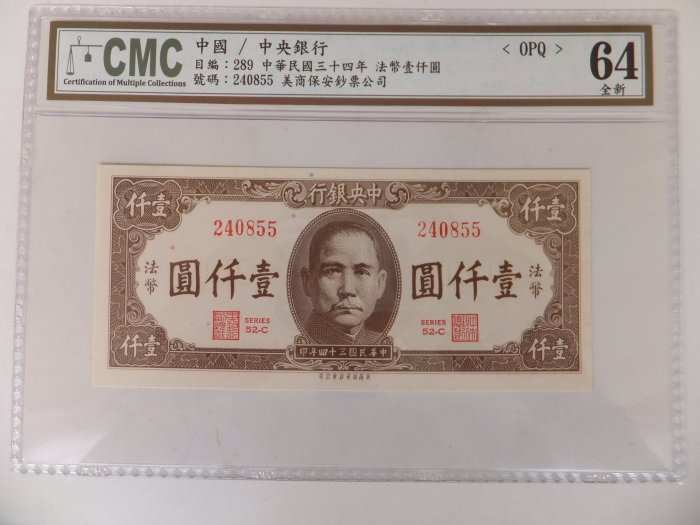 CMC
Certification of Multiple Collections
中國 / 中央銀行
目編：289 中華民國三十四年 法幣壹仟圓
號碼：240855 美商保安鈔票公司
< OPQ >
64
全新
行銀央中
仟壹
仟壹
240855
240855
法幣
圓仟壹
圓仟壹
法幣
SERIES
52-C
SERIES
52-C
仟壹
仟壹
印年四十三國民華中